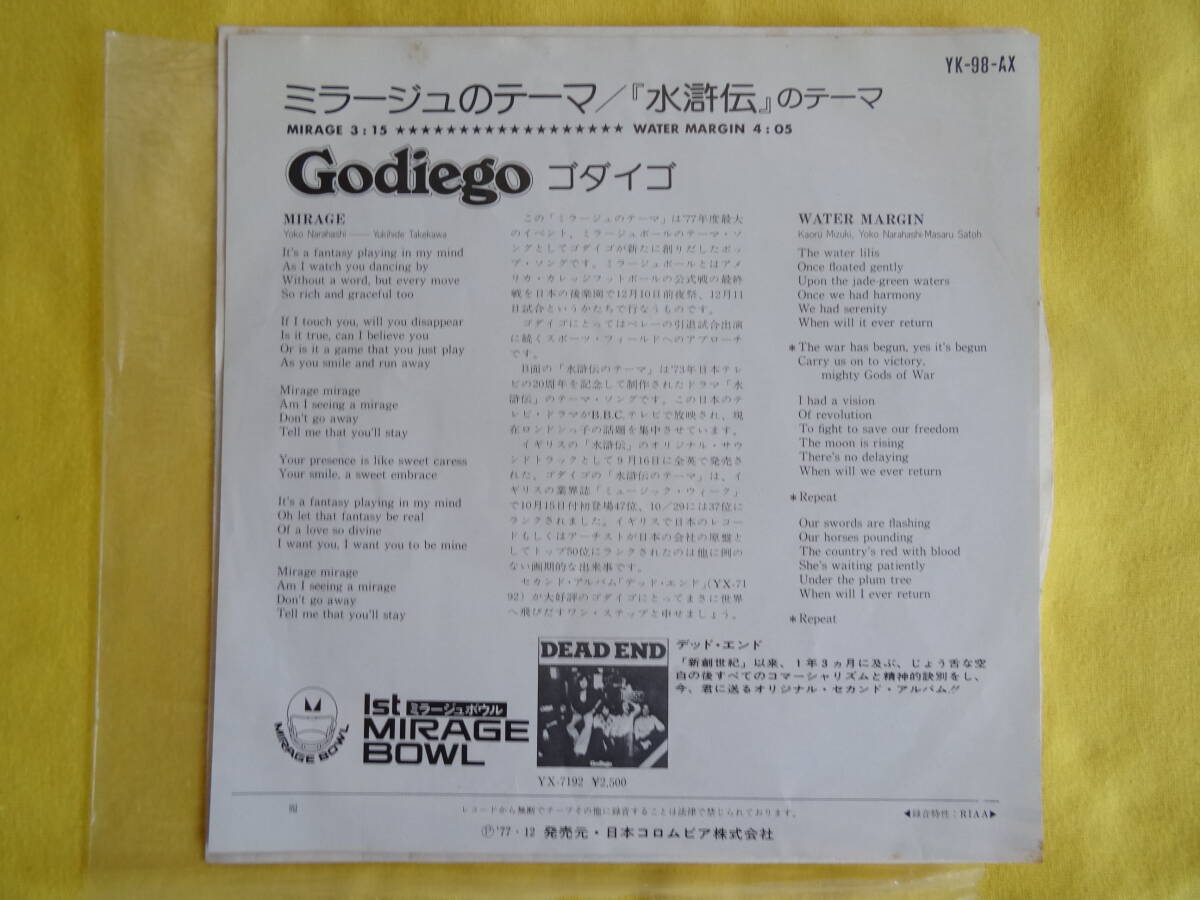 YK-98-AX
ミラージュのテーマ/『水滸伝』のテーマ
MIRAGE 3:15 ★★★★★★★★★★★★★★★★★★ WATER MARGIN 4:05
Godiego ゴダイゴ
MIRAGE
Yoko Narahashi —— Yukihide Takekawa
It's a fantasy playing in my mind
As I watch you dancing by
Without a word, but every move
So rich and graceful too
If I touch you, will you disappear
Is it true, can I believe you
Or is it a game that you just play
As you smile and run away
Mirage mirage
Am I seeing a mirage
Don't go away
Tell me that you'll stay
Your presence is like sweet caress
Your smile, a sweet embrace
It's a fantasy playing in my mind
Oh let that fantasy be real
Of a love so divine
I want you, I want you to be mine
Mirage mirage
Am I seeing a mirage
Don't go away
Tell me that you'll stay
この「ミラージュのテーマ」は'77年度最大
のイベント、ミラージュボールのテーマ・ソ
ングとしてゴダイゴが新たに創りだしたポッ
プ・ソングです。ミラージュボールとはアメ
リカ・カレッジフットボールの公式戦の最終
戦を日本の後楽園で12月10日前夜祭、12月11
日試合というかたちで行なうものです。
ゴダイゴにとってはペレーの引退試合出演
に続くスポーツ・フィールドへのアプローチ
です。
B面の「水滸伝のテーマ」は'73年日本テレ
ビの20周年を記念して制作されたドラマ「水
滸伝」のテーマ・ソングです。この日本のテ
レビ・ドラマがB.B.C.テレビで放映され、現
在ロンドンっ子の話題を集中させています。
イギリスの「水滸伝」のオリジナル・サウ
ンドトラックとして9月16日に全英で発売さ
れた、ゴダイゴの「水滸伝のテーマ」は、イ
ギリスの業界誌「ミュージック・ウィーク」
で10月15日付初登場47位、10/29には37位に
ランクされました。イギリスで日本のレコー
ドもしくはアーチストが日本の会社の原盤と
してトップ50位にランクされたのは他に例の
ない画期的な出来事です。
セカンド・アルバム「デッド・エンド」(YX-71
92)が大好評のゴダイゴにとってまさに世界
へ飛びだすワン・ステップと申せましょう。
WATER MARGIN
Kaoru Mizuki, Yoko Narahashi-Masaru Satoh
The water lilis
Once floated gently
Upon the jade-green waters
Once we had harmony
We had serenity
When will it ever return
*The war has begun, yes it's begun
Carry us on to victory,
mighty Gods of War
I had a vision
Of revolution
To fight to save our freedom
The moon is rising
There's no delaying
When will we ever return
*Repeat
Our swords are flashing
Our horses pounding
The country's red with blood
She's waiting patiently
Under the plum tree
When will I ever return
*Repeat
DEAD END
Godiego
デッド・エンド
「新創世紀」以来、1年3ヵ月に及ぶ、じょう舌な空
白の後すべてのコマーシャリズムと精神的訣別をし、
今、君に送るオリジナル・セカンド・アルバム!!
YX-7192 ¥2,500
M
MIRAGE BOWL
1st ミラージュボウル
MIRAGE
BOWL
レコードから無断でテープその他に録音することは法律で禁じられております。
◀録音特性:RIAA▶
Ⓟ'77・12 発売元・日本コロムビア株式会社